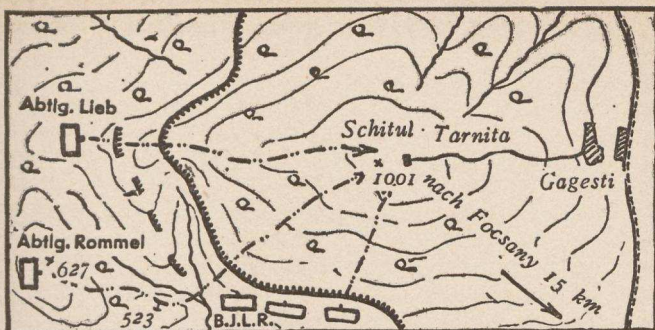 Abtlg. Lieb
Schitul Tarnita
1001
Gagesti
nach Focsany 15 km
Abtlg. Rommel
627
523
B.J.L.R.